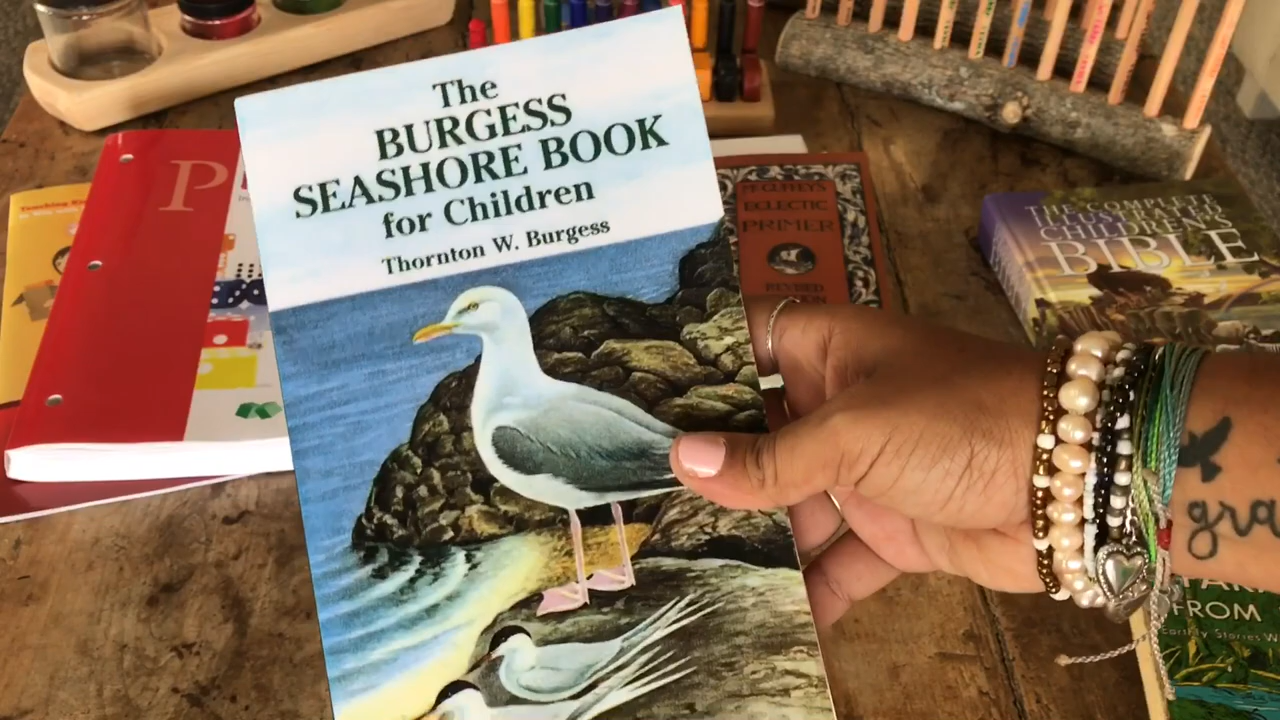 The
BURGESS
SEASHORE BOOK
for Children
Thornton W. Burgess
P
MCGUFFEY'S
ECLECTIC
PRIMER
REVISED
THE COMPLETE
ILLUSTRATED
CHILDREN'S
BIBLE
gra
FROM